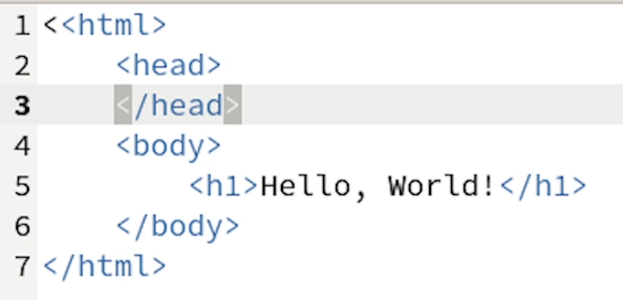 1 <<html>
2     <head>
3     </head>
4     <body>
5         <h1>Hello, World!</h1>
6     </body>
7 </html>